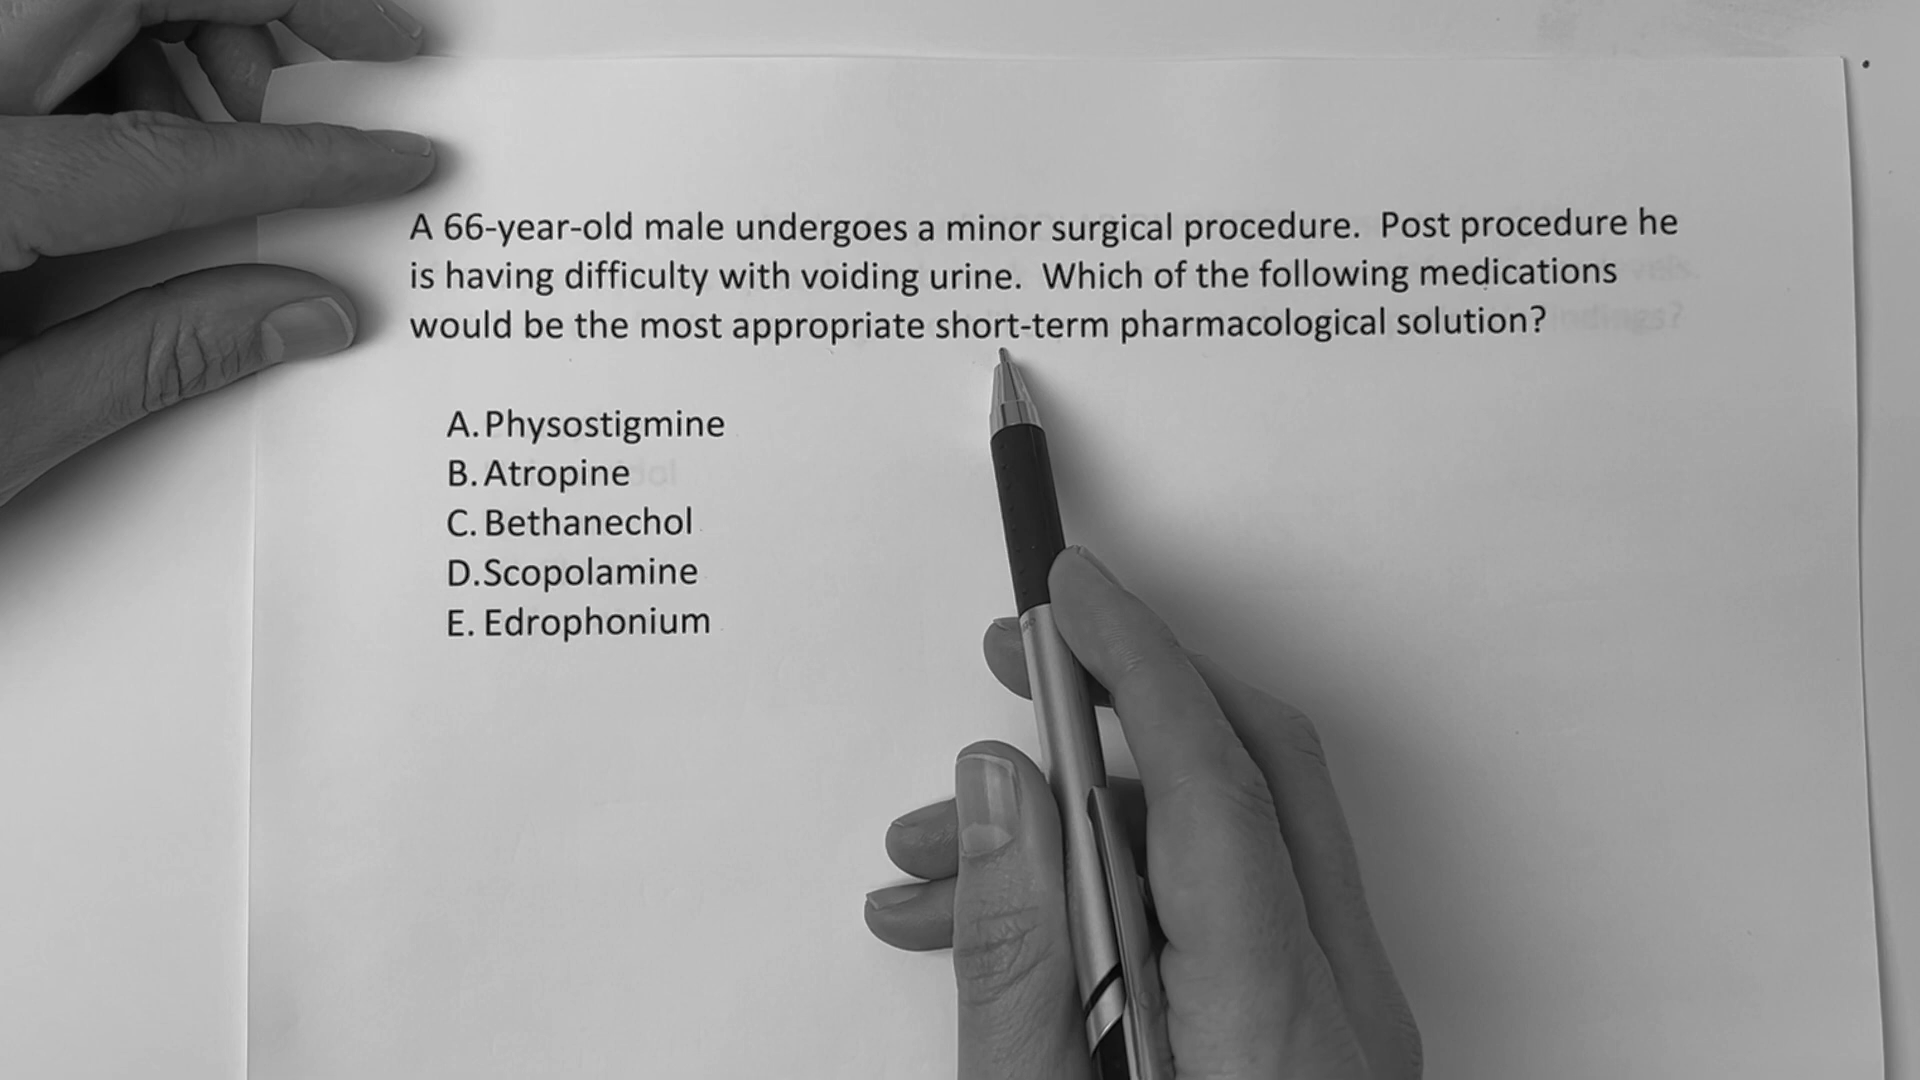 A 66-year-old male undergoes a minor surgical procedure. Post procedure he
is having difficulty with voiding urine. Which of the following medications
would be the most appropriate short-term pharmacological solution?
A. Physostigmine
B. Atropine
C. Bethanechol
D. Scopolamine
E. Edrophonium